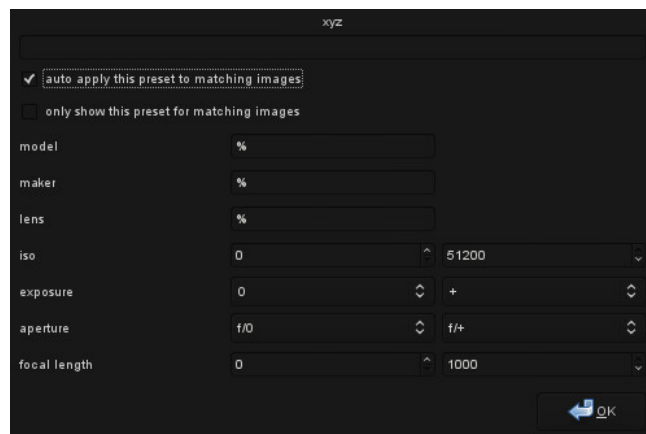 xyz
auto apply this preset to matching images
only show this preset for matching images
model %
maker %
lens %
iso 0 51200
exposure 0 +
aperture f/0 f/+
focal length 0 1000
OK